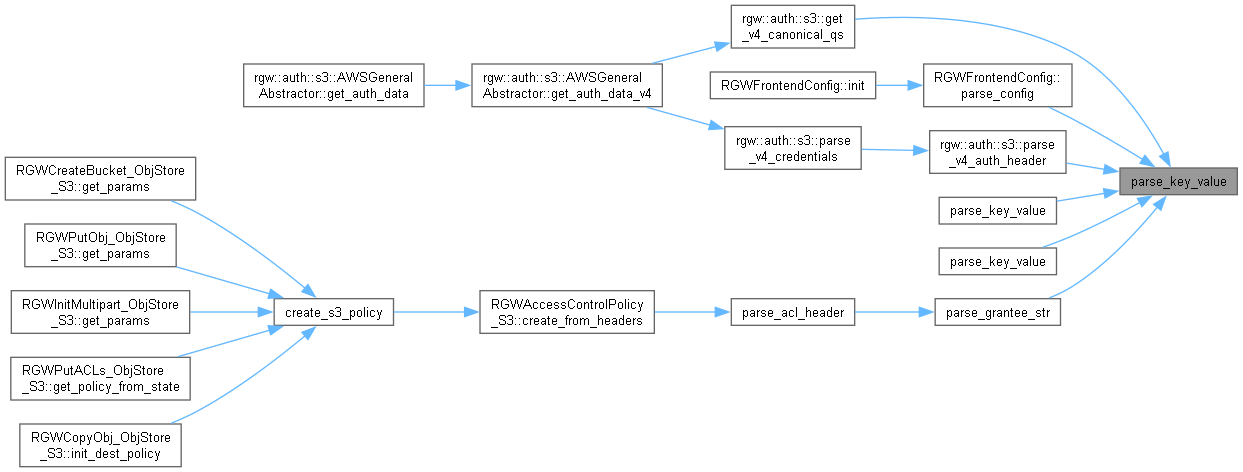 rgw::auth::s3::get
_v4_canonical_qs
rgw::auth::s3::AWSGeneral
Abstractor::get_auth_data
rgw::auth::s3::AWSGeneral
Abstractor::get_auth_data_v4
RGWFrontendConfig::init
RGWFrontendConfig::
parse_config
rgw::auth::s3::parse
_v4_credentials
rgw::auth::s3::parse
_v4_auth_header
parse_key_value
parse_key_value
parse_key_value
RGWCreateBucket_ObjStore
_S3::get_params
RGWPutObj_ObjStore
_S3::get_params
RGWInitMultipart_ObjStore
_S3::get_params
create_s3_policy
RGWAccessControlPolicy
_S3::create_from_headers
parse_acl_header
parse_grantee_str
RGWPutACLs_ObjStore
_S3::get_policy_from_state
RGWCopyObj_ObjStore
_S3::init_dest_policy